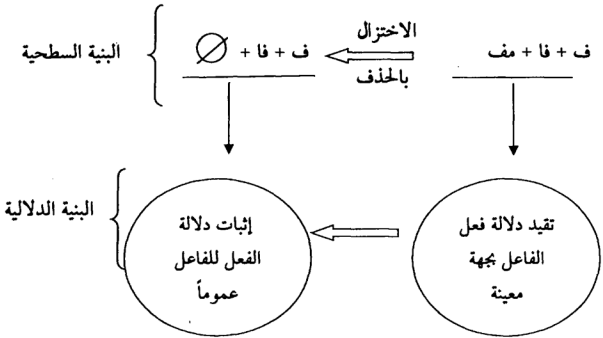 الاختزال
ف + فا + مف
ف + فا + ∅
البنية السطحية
بالحذف
البنية الدلالية
تقيد دلالة فعل
الفاعل بجهة
معينة
إثبات دلالة
الفعل للفاعل
عموماً